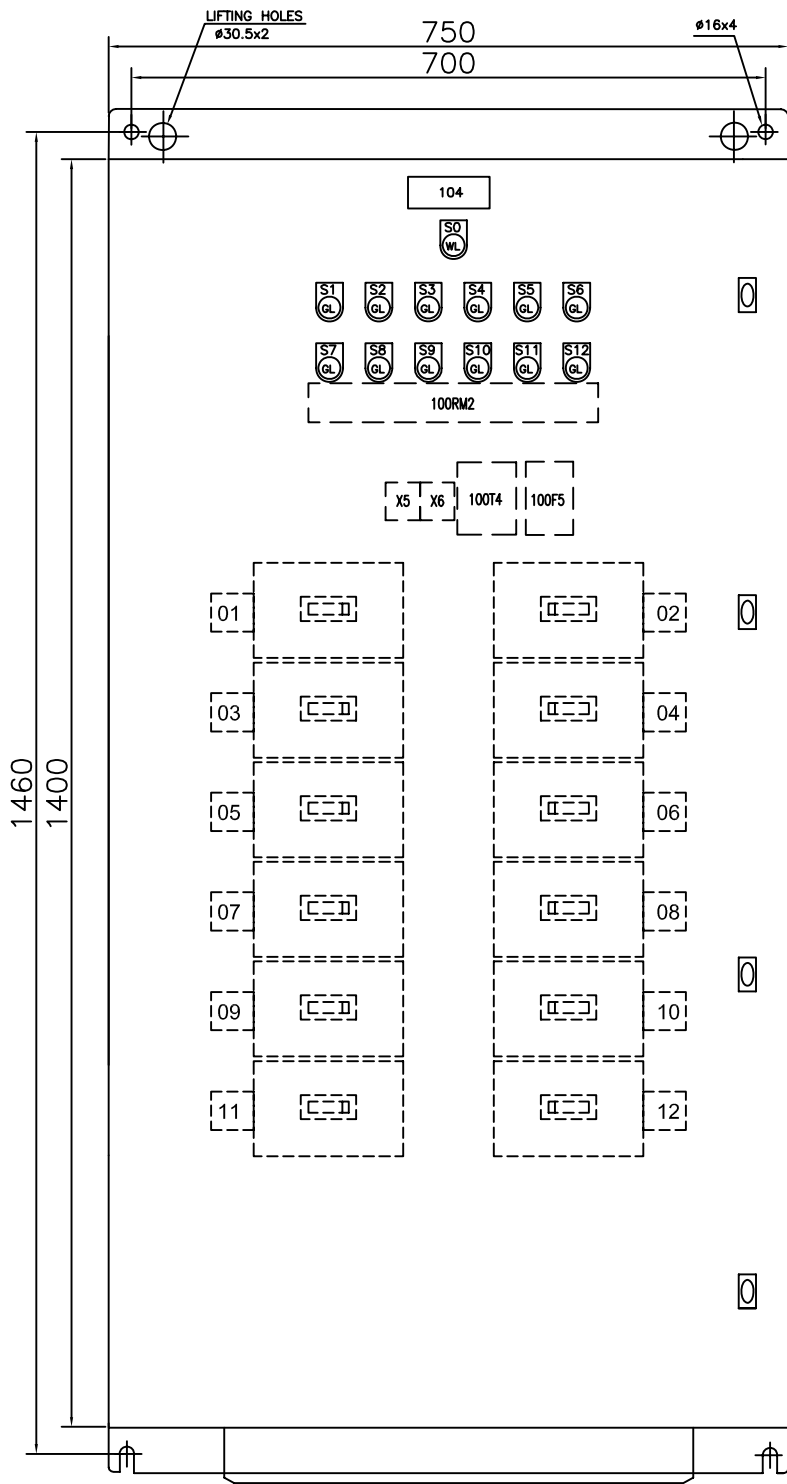 LIFTING HOLES
ø30.5x2
750
ø16x4
700
104
S0
WL
S1 S2 S3 S4 S5 S6
GL GL GL GL GL GL
S7 S8 S9 S10 S11 S12
GL GL GL GL GL GL
100RM2
X5 X6 100T4 100F5
01 02
03 04
1460
1400
05 06
07 08
09 10
11 12